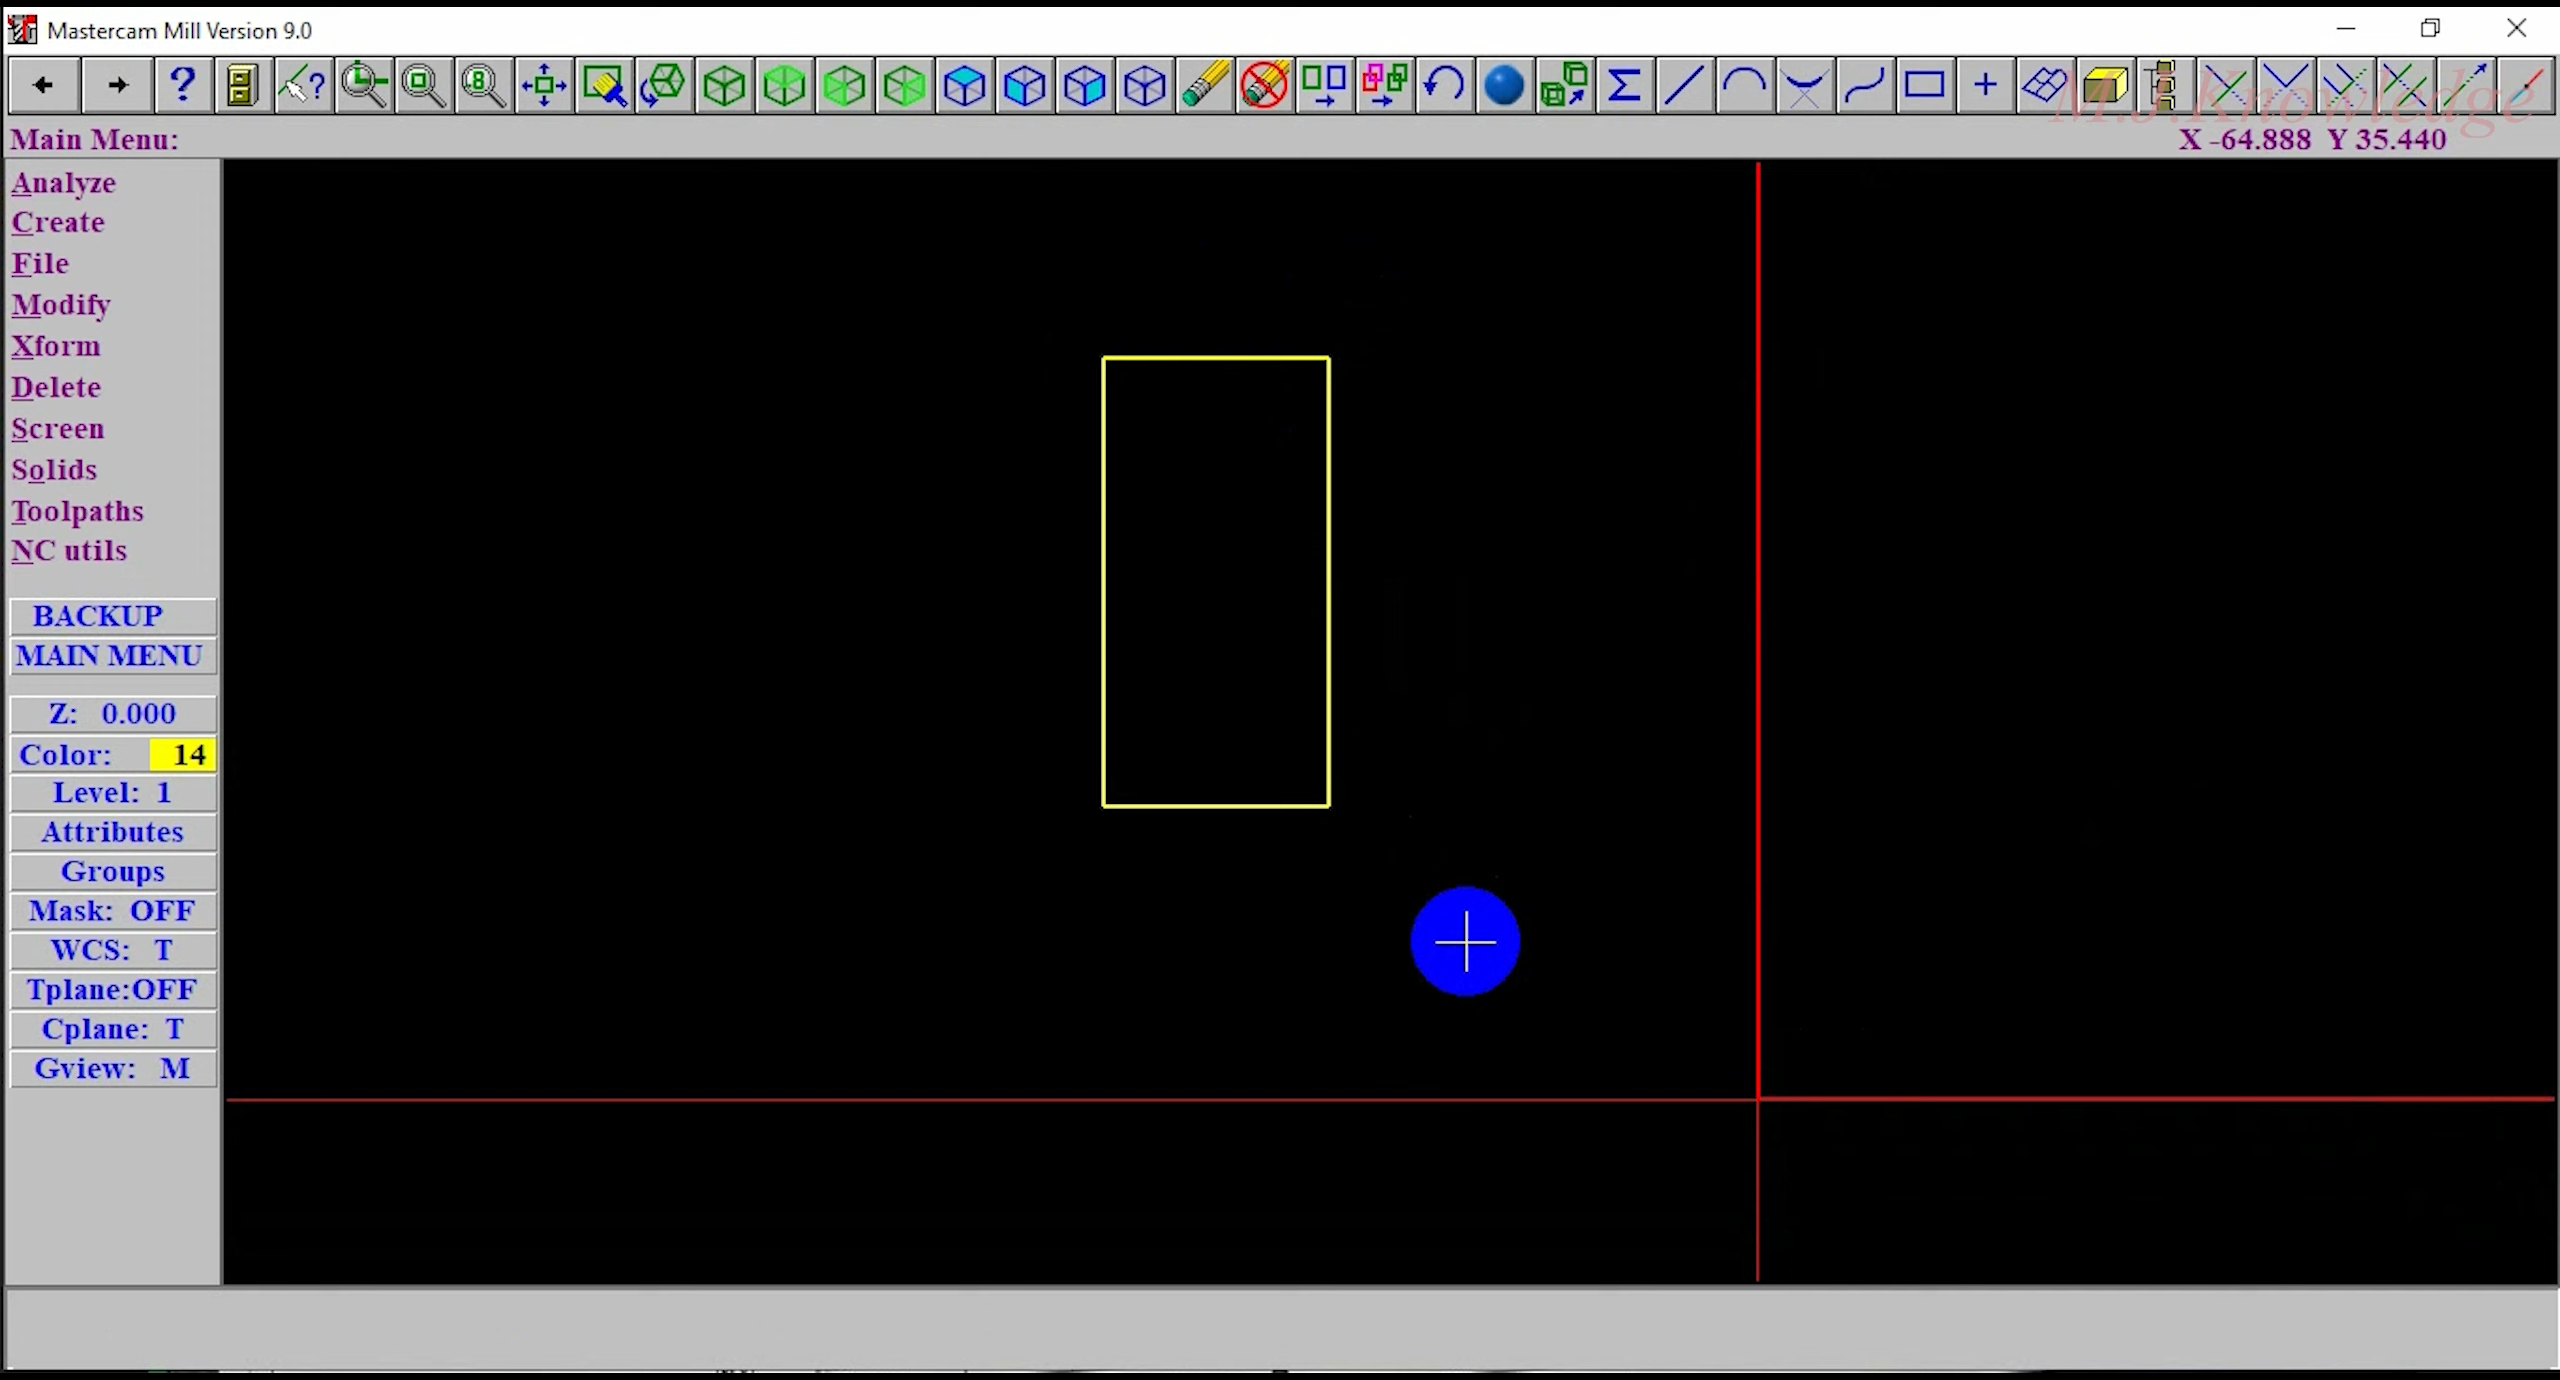 Mastercam Mill Version 9.0
M.J.Knowledge
Main Menu:
X -64.888 Y 35.440
Analyze
Create
File
Modify
Xform
Delete
Screen
Solids
Toolpaths
NC utils
BACKUP
MAIN MENU
Z: 0.000
Color: 14
Level: 1
Attributes
Groups
Mask: OFF
WCS: T
Tplane:OFF
Cplane: T
Gview: M